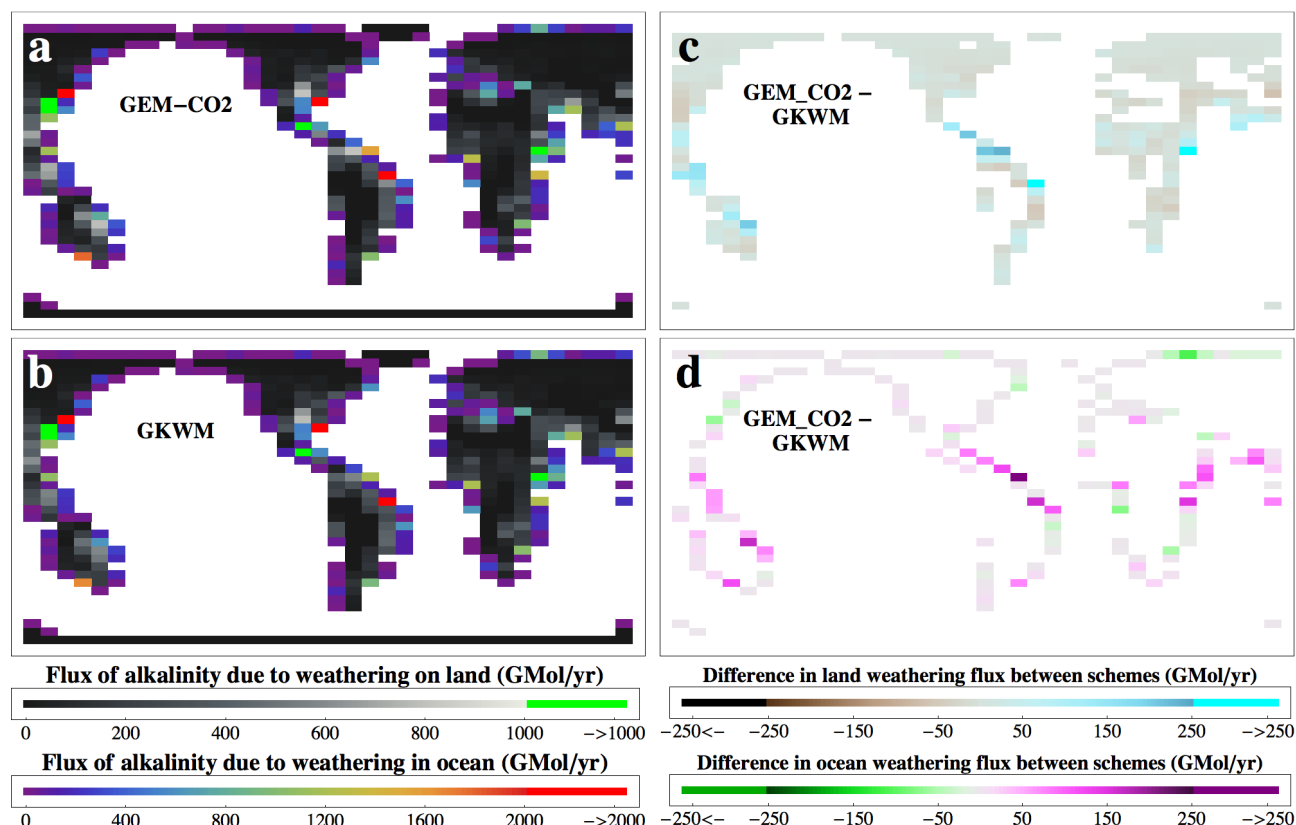 a
GEM−CO2
c
GEM_CO2 −
GKWM
b
GKWM
d
GEM_CO2 −
GKWM
Flux of alkalinity due to weathering on land (GMol/yr)
0 200 400 600 800 1000 −>1000
Flux of alkalinity due to weathering in ocean (GMol/yr)
0 400 800 1200 1600 2000 −>2000
Difference in land weathering flux between schemes (GMol/yr)
−250<− −250 −150 −50 50 150 250 −>250
Difference in ocean weathering flux between schemes (GMol/yr)
−250<− −250 −150 −50 50 150 250 −>250